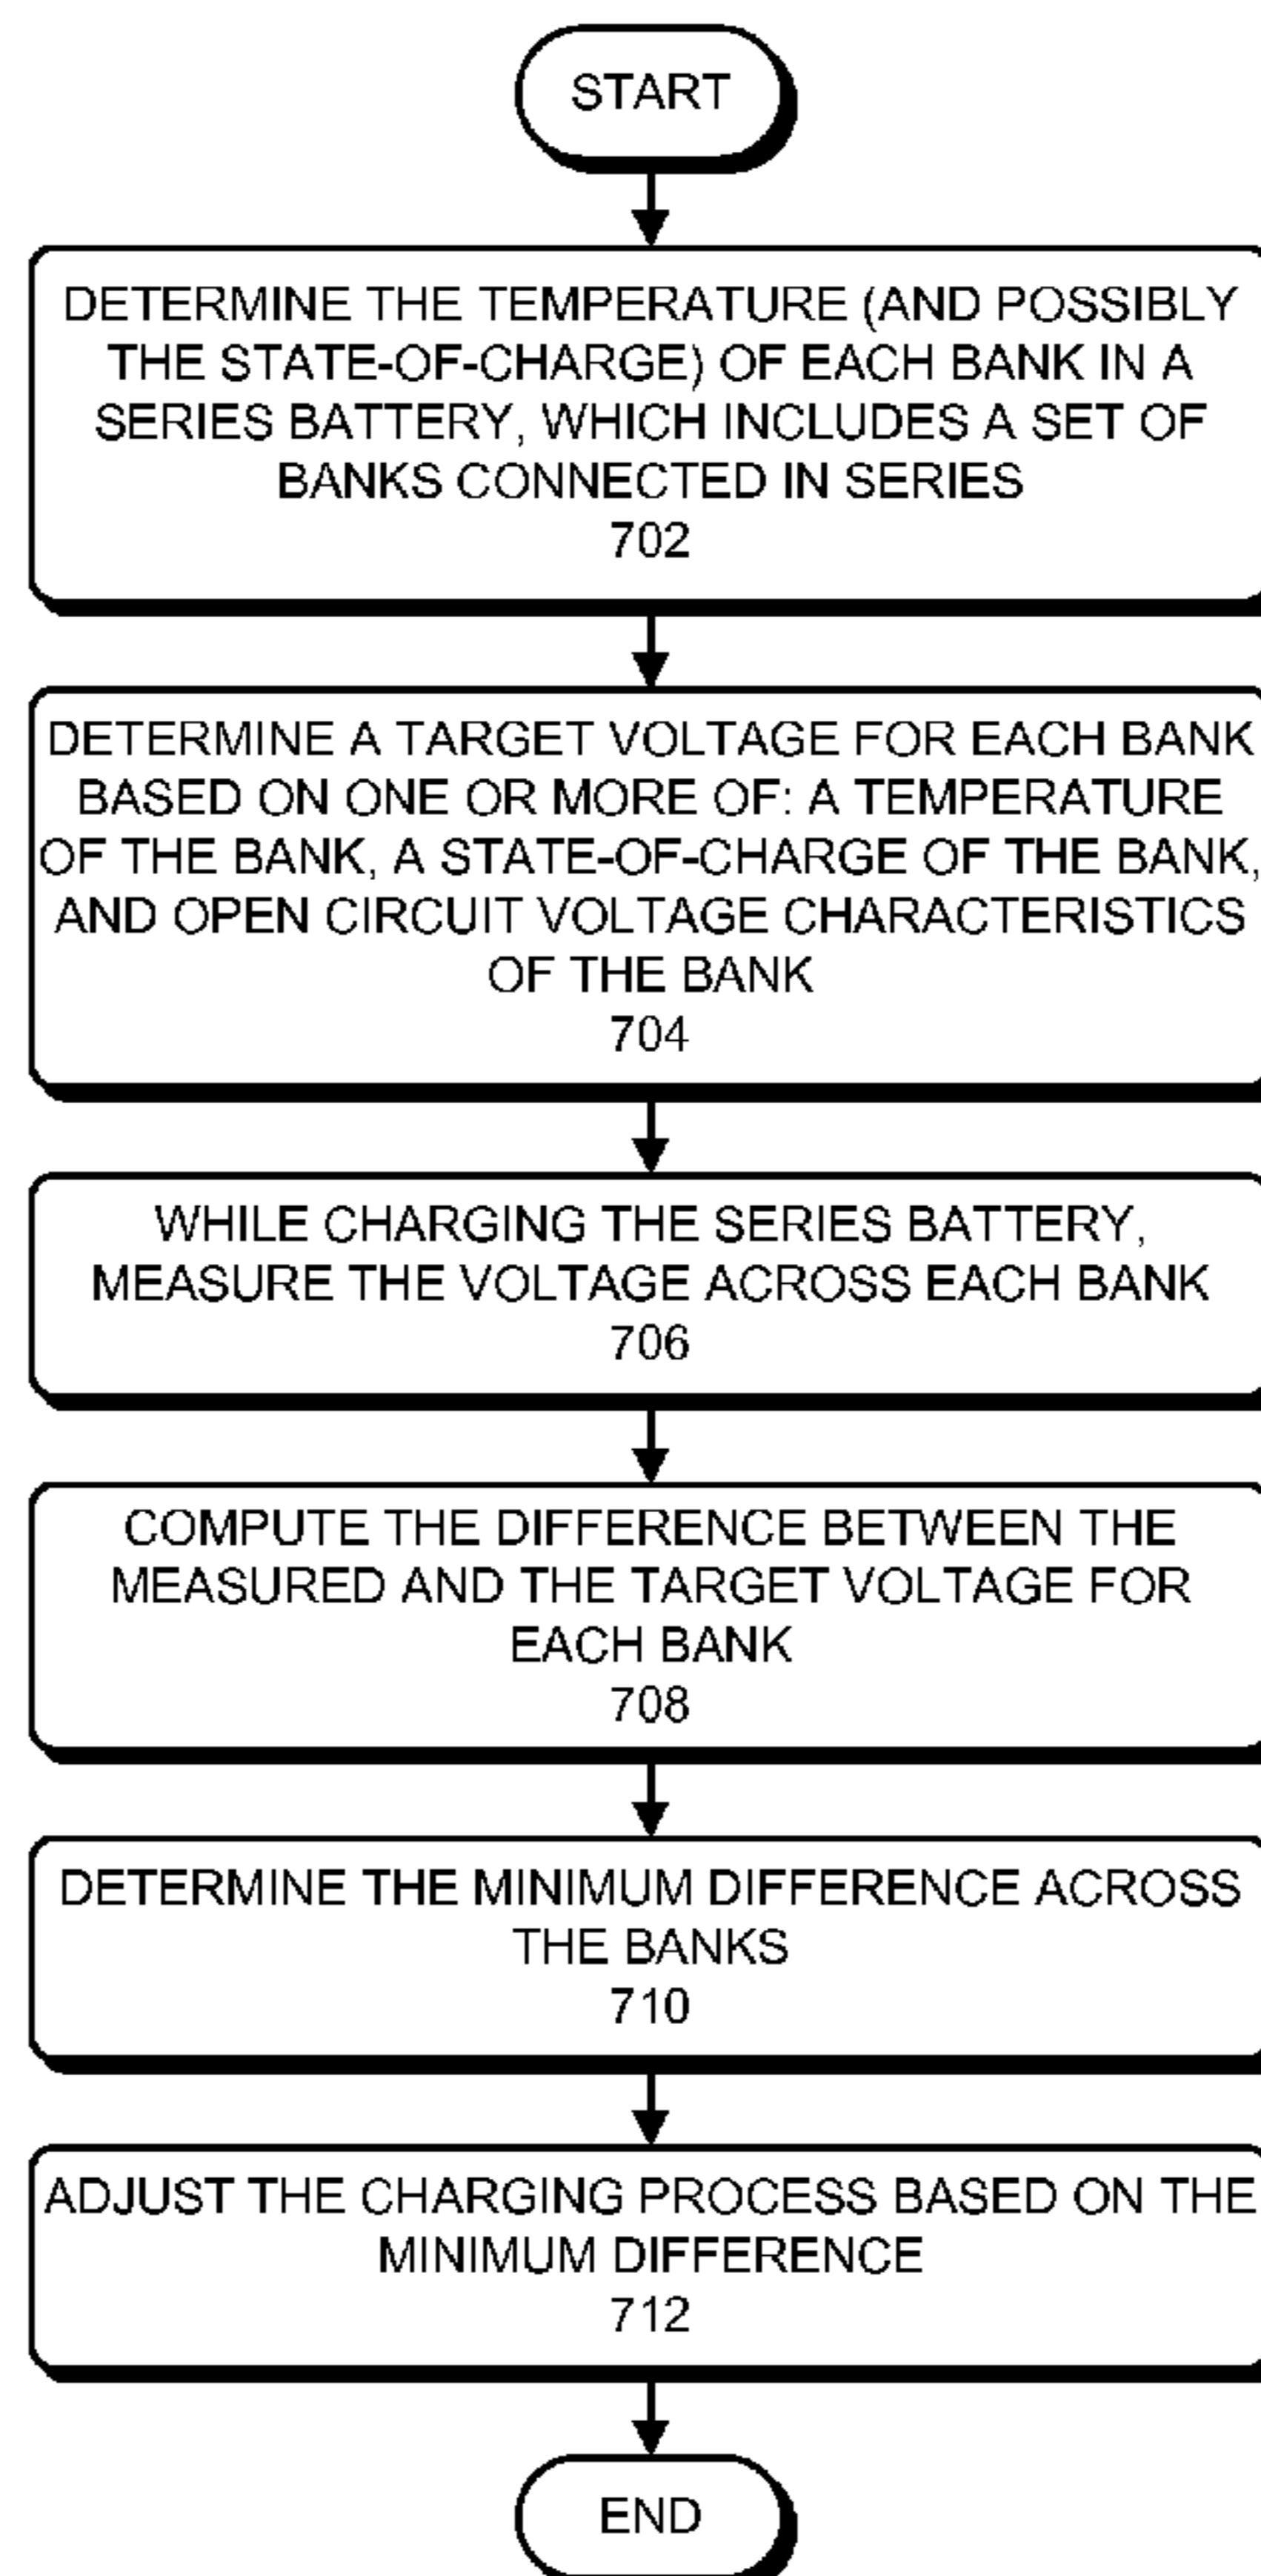 START
DETERMINE THE TEMPERATURE (AND POSSIBLY
THE STATE-OF-CHARGE) OF EACH BANK IN A
SERIES BATTERY, WHICH INCLUDES A SET OF
BANKS CONNECTED IN SERIES
702
DETERMINE A TARGET VOLTAGE FOR EACH BANK
BASED ON ONE OR MORE OF: A TEMPERATURE
OF THE BANK, A STATE-OF-CHARGE OF THE BANK,
AND OPEN CIRCUIT VOLTAGE CHARACTERISTICS
OF THE BANK
704
WHILE CHARGING THE SERIES BATTERY,
MEASURE THE VOLTAGE ACROSS EACH BANK
706
COMPUTE THE DIFFERENCE BETWEEN THE
MEASURED AND THE TARGET VOLTAGE FOR
EACH BANK
708
DETERMINE THE MINIMUM DIFFERENCE ACROSS
THE BANKS
710
ADJUST THE CHARGING PROCESS BASED ON THE
MINIMUM DIFFERENCE
712
END